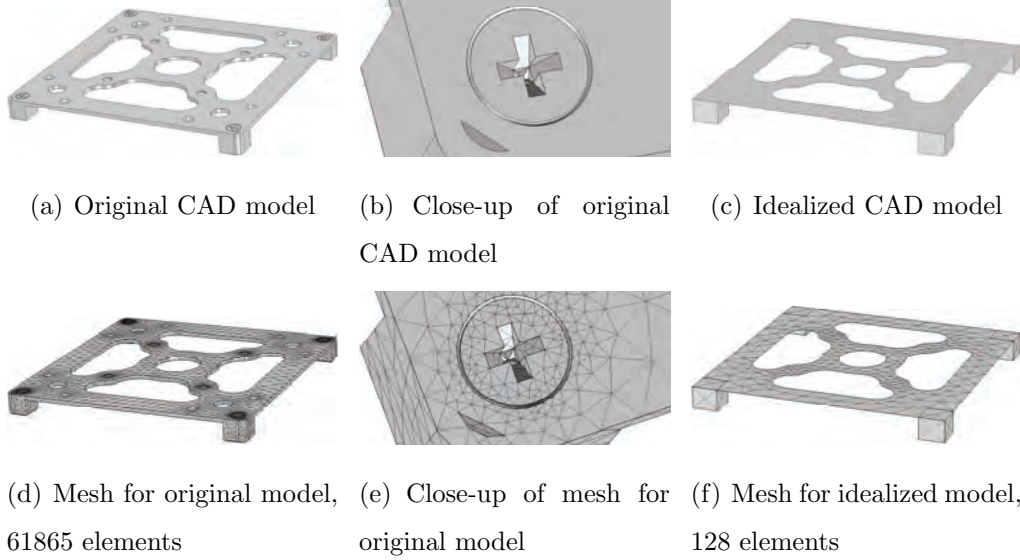 (a) Original CAD model
(b) Close-up of original
CAD model
(c) Idealized CAD model
(d) Mesh for original model,
61865 elements
(e) Close-up of mesh for
original model
(f) Mesh for idealized model,
128 elements